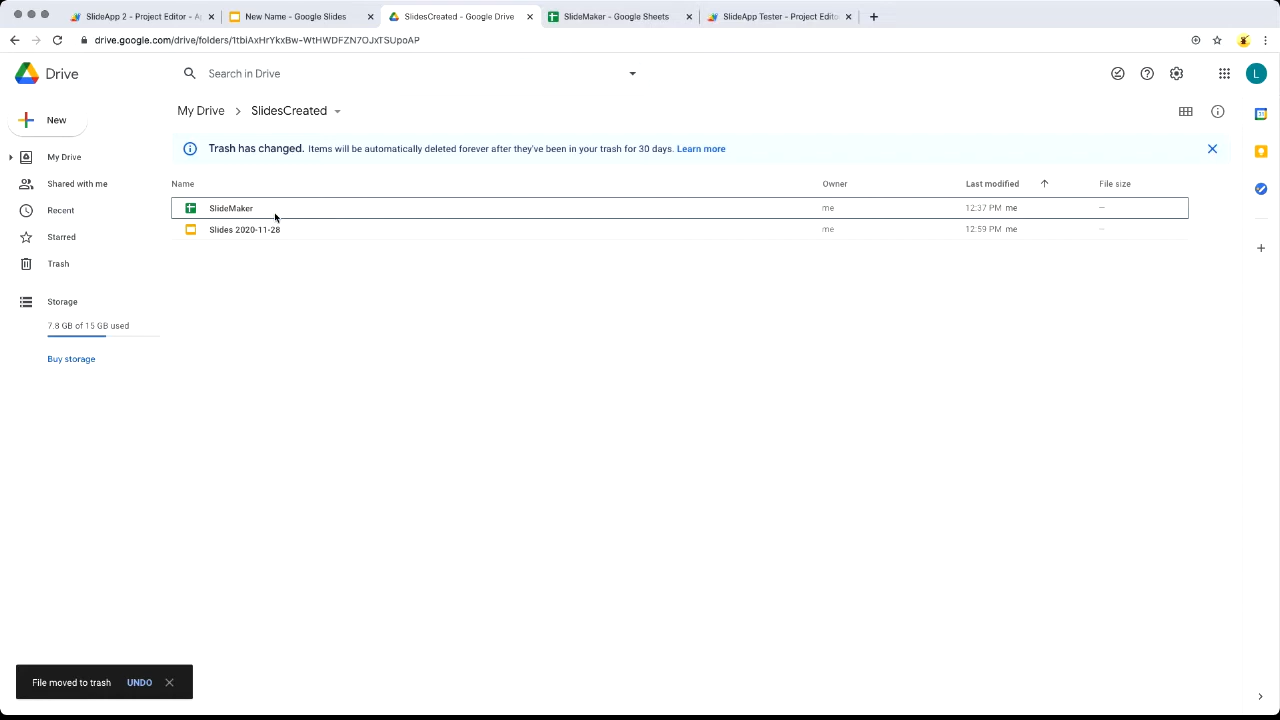 SlideApp 2 - Project Editor - A
New Name - Google Slides
SlidesCreated - Google Drive
SlideMaker - Google Sheets
SlideApp Tester - Project Edito
drive.google.com/drive/folders/1tbiAxHrYkxBw-WtHWDFZN7OJxTSUpoAP
Drive
Search in Drive
L
New
My Drive
Shared with me
Recent
Starred
Trash
Storage
7.8 GB of 15 GB used
Buy storage
My Drive > SlidesCreated
Trash has changed. Items will be automatically deleted forever after they've been in your trash for 30 days. Learn more
Name Owner Last modified File size
SlideMaker me 12:37 PM me —
Slides 2020-11-28 me 12:59 PM me —
File moved to trash UNDO